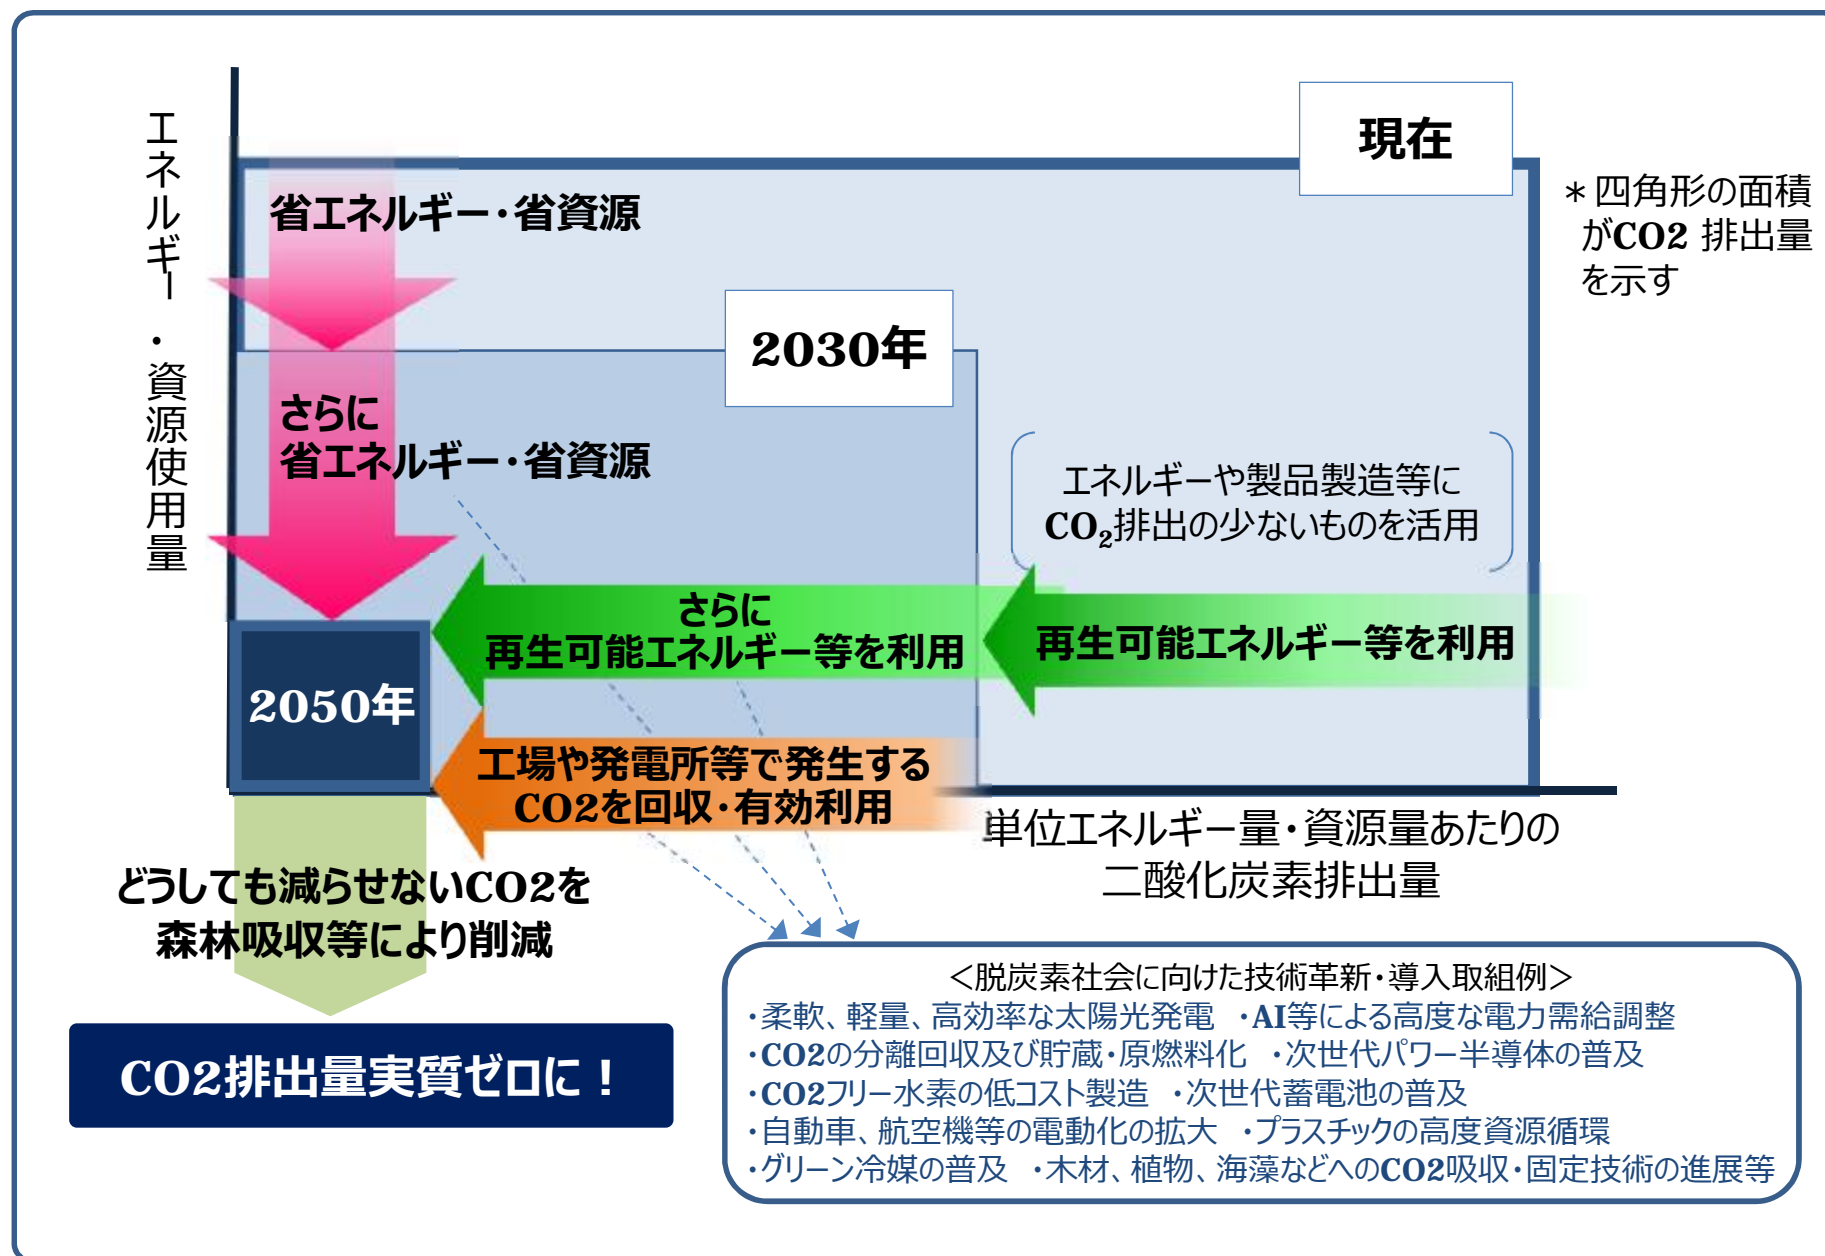 エネルギー・資源使用量
現在
＊四角形の面積
がCO2 排出量
を示す
省エネルギー・省資源
2030年
さらに
省エネルギー・省資源
エネルギーや製品製造等に
CO₂排出の少ないものを活用
さらに
再生可能エネルギー等を利用
再生可能エネルギー等を利用
2050年
工場や発電所等で発生する
CO2を回収・有効利用
単位エネルギー量・資源量あたりの
二酸化炭素排出量
どうしても減らせないCO2を
森林吸収等により削減
CO2排出量実質ゼロに！
＜脱炭素社会に向けた技術革新・導入取組例＞
・柔軟、軽量、高効率な太陽光発電　・AI等による高度な電力需給調整
・CO2の分離回収及び貯蔵・原燃料化　・次世代パワー半導体の普及
・CO2フリー水素の低コスト製造　・次世代蓄電池の普及
・自動車、航空機等の電動化の拡大　・プラスチックの高度資源循環
・グリーン冷媒の普及　・木材、植物、海藻などへのCO2吸収・固定技術の進展等